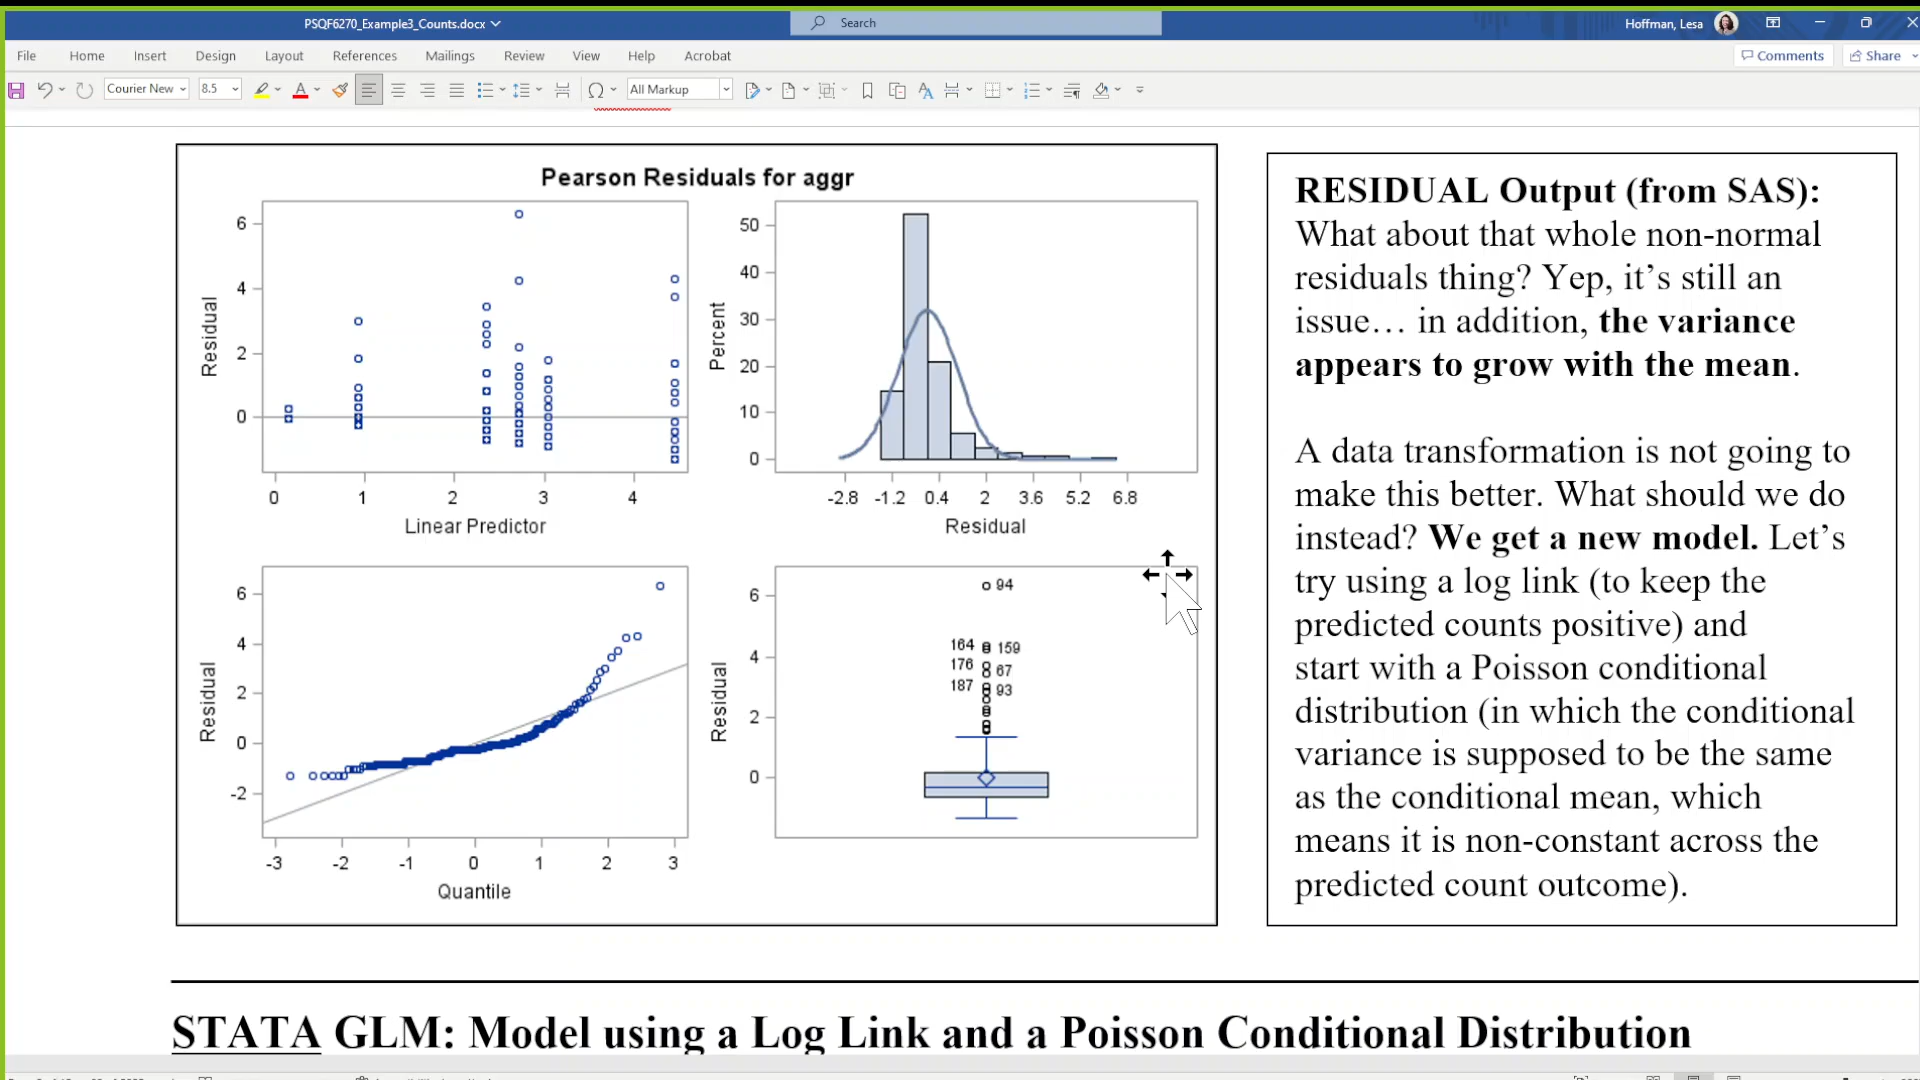 PSQF6270_Example3_Counts.docx
Search
Hoffman, Lesa
File Home Insert Design Layout References Mailings Review View Help Acrobat
Comments Share
Courier New 8.5 All Markup
Pearson Residuals for aggr
6
4
2
0
Residual
0 1 2 3 4
Linear Predictor
50
40
30
20
10
0
Percent
-2.8 -1.2 0.4 2 3.6 5.2 6.8
Residual
6
4
2
0
-2
Residual
-3 -2 -1 0 1 2 3
Quantile
6
4
2
0
Residual
94
164 159
176 67
187 93
RESIDUAL Output (from SAS):
What about that whole non-normal
residuals thing? Yep, it’s still an
issue… in addition, the variance
appears to grow with the mean.
A data transformation is not going to
make this better. What should we do
instead? We get a new model. Let’s
try using a log link (to keep the
predicted counts positive) and
start with a Poisson conditional
distribution (in which the conditional
variance is supposed to be the same
as the conditional mean, which
means it is non-constant across the
predicted count outcome).
STATA GLM: Model using a Log Link and a Poisson Conditional Distribution